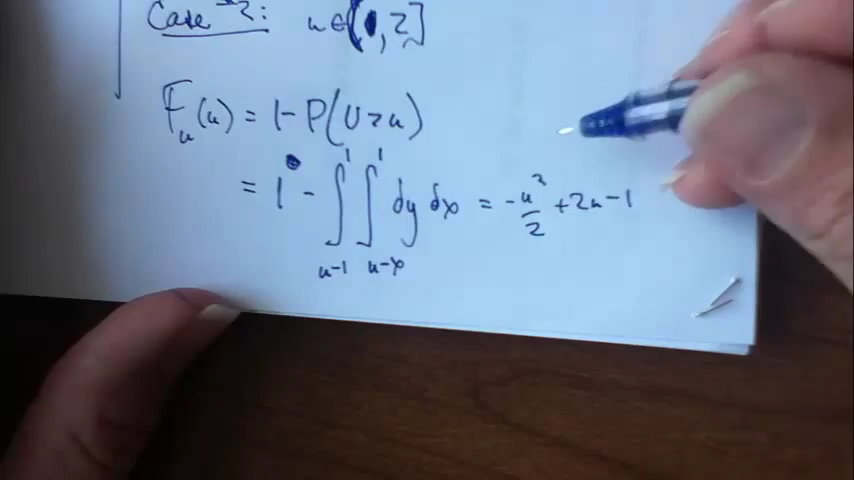 Case #2: u ∈ (1, 2]
F_u(u) = 1 - P(U > u)
= 1 - ∫_{u-1}^{1} ∫_{u-x}^{1} dy dx = -u²/2 + 2u - 1